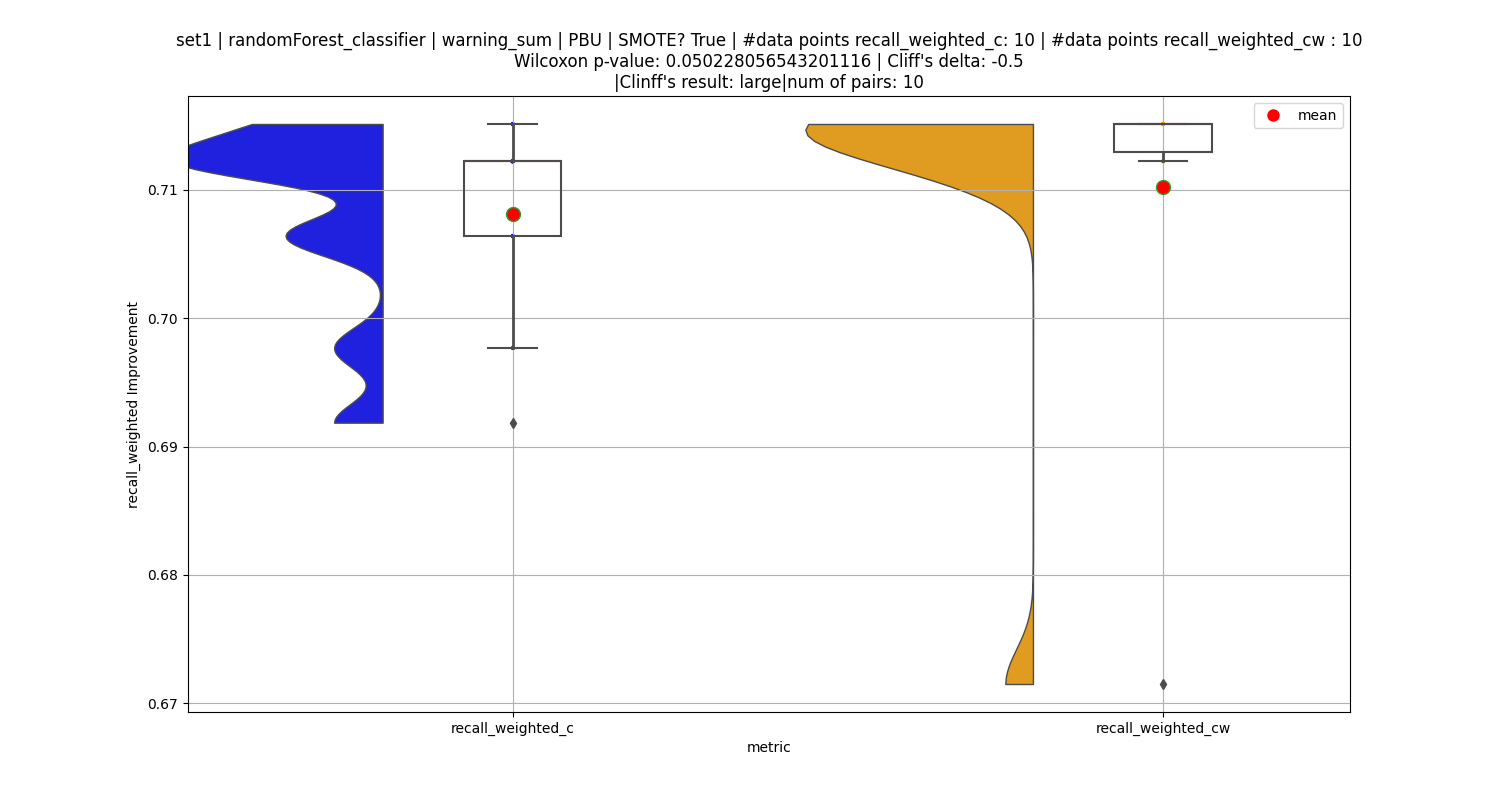 set1 | randomForest_classifier | warning_sum | PBU | SMOTE? True | #data points recall_weighted_c: 10 | #data points recall_weighted_cw : 10
Wilcoxon p-value: 0.050228056543201116 | Cliff's delta: -0.5
|Clinff's result: large|num of pairs: 10
mean
0.71
0.70
0.69
0.68
0.67
recall_weighted Improvement
recall_weighted_c
recall_weighted_cw
metric